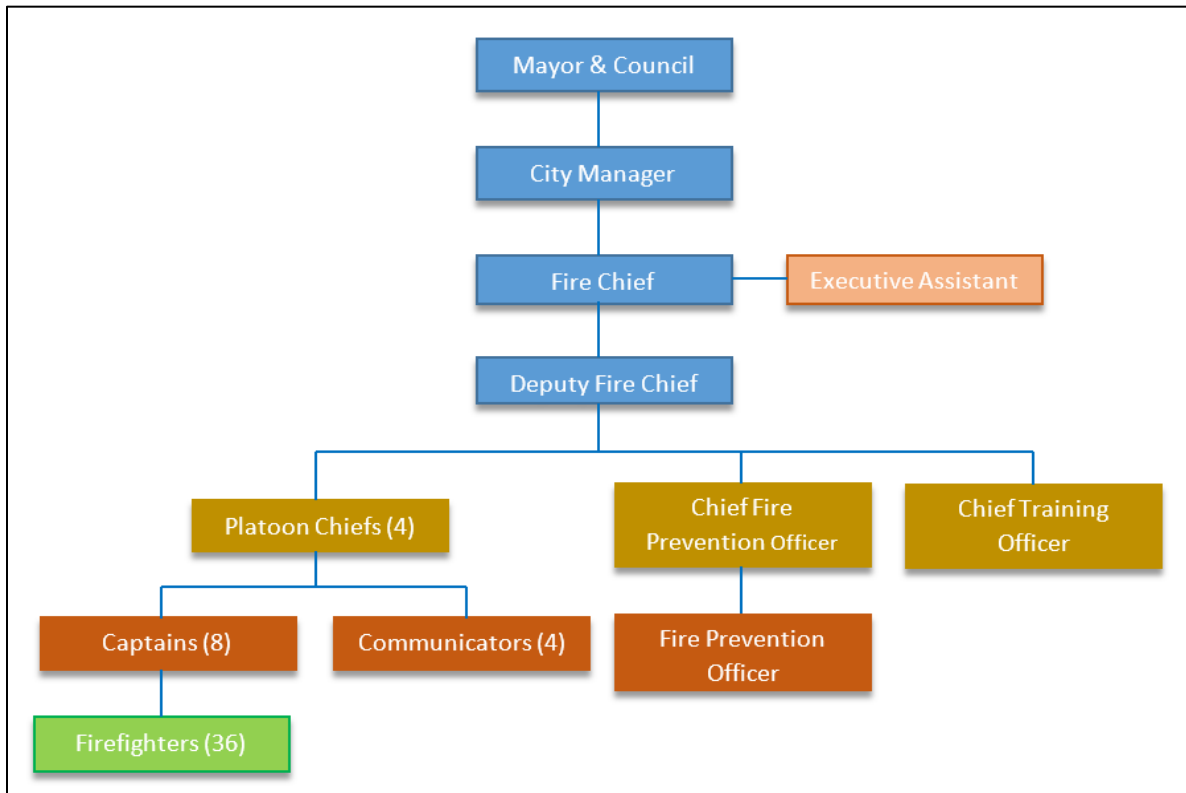 Mayor & Council
City Manager
Fire Chief
Executive Assistant
Deputy Fire Chief
Platoon Chiefs (4)
Chief Fire
Prevention Officer
Chief Training
Officer
Captains (8)
Communicators (4)
Fire Prevention
Officer
Firefighters (36)